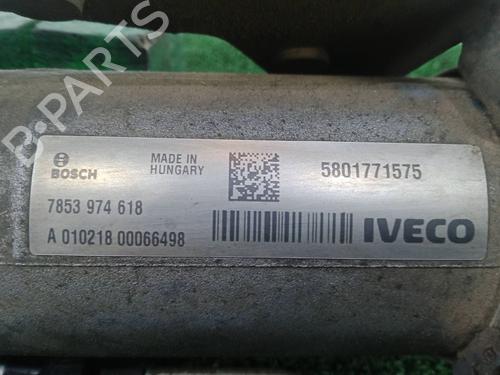 B-PARTS
BOSCH
MADE IN
HUNGARY
5801771575
7853 974 618
A 010218 00066498
IVECO